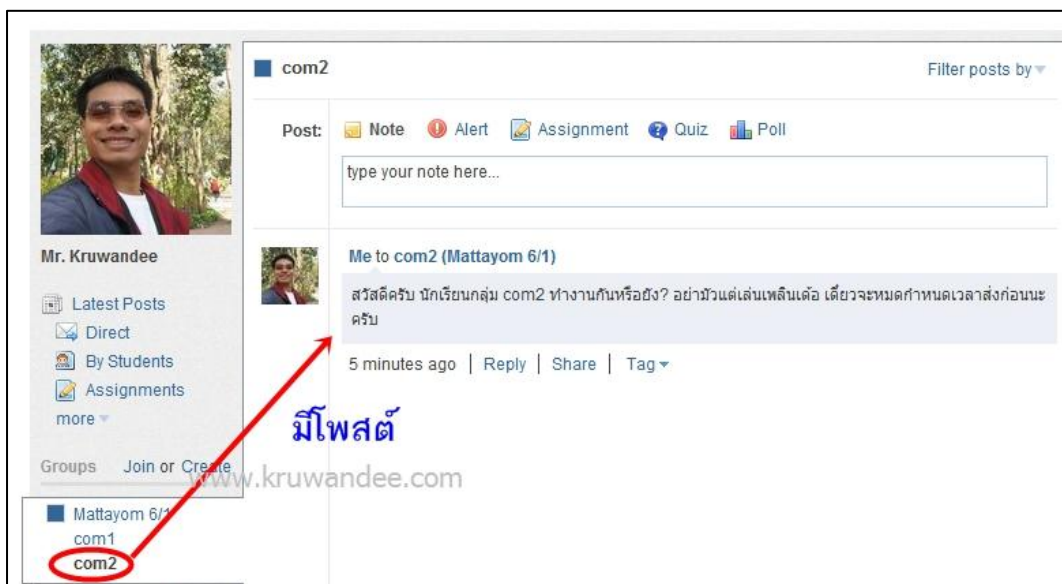 com2
Filter posts by
Post: Note Alert Assignment Quiz Poll
type your note here...
Mr. Kruwandee
Latest Posts
Direct
By Students
Assignments
more
Groups Join or Create
Mattayom 6/1
com1
com2
Me to com2 (Mattayom 6/1)
สวัสดีครับ นักเรียนกลุ่ม com2 ทำงานกันหรือยัง? อย่ามัวแต่เล่นเพลินเด้อ เดี๋ยวจะหมดกำหนดเวลาส่งก่อนนะ
ครับ
5 minutes ago | Reply | Share | Tag
มีโพสต์
www.kruwandee.com